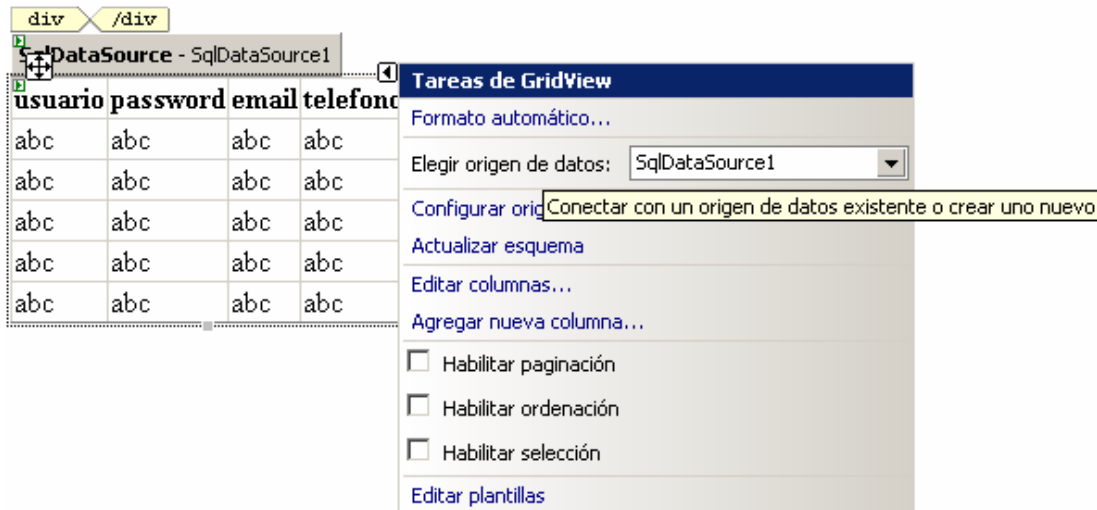 div /div
SqlDataSource - SqlDataSource1
usuario password email telefono
abc abc abc abc
abc abc abc abc
abc abc abc abc
abc abc abc abc
abc abc abc abc
Tareas de GridView
Formato automático...
Elegir origen de datos: SqlDataSource1
Configurar orig
Conectar con un origen de datos existente o crear uno nuevo
Actualizar esquema
Editar columnas...
Agregar nueva columna...
Habilitar paginación
Habilitar ordenación
Habilitar selección
Editar plantillas